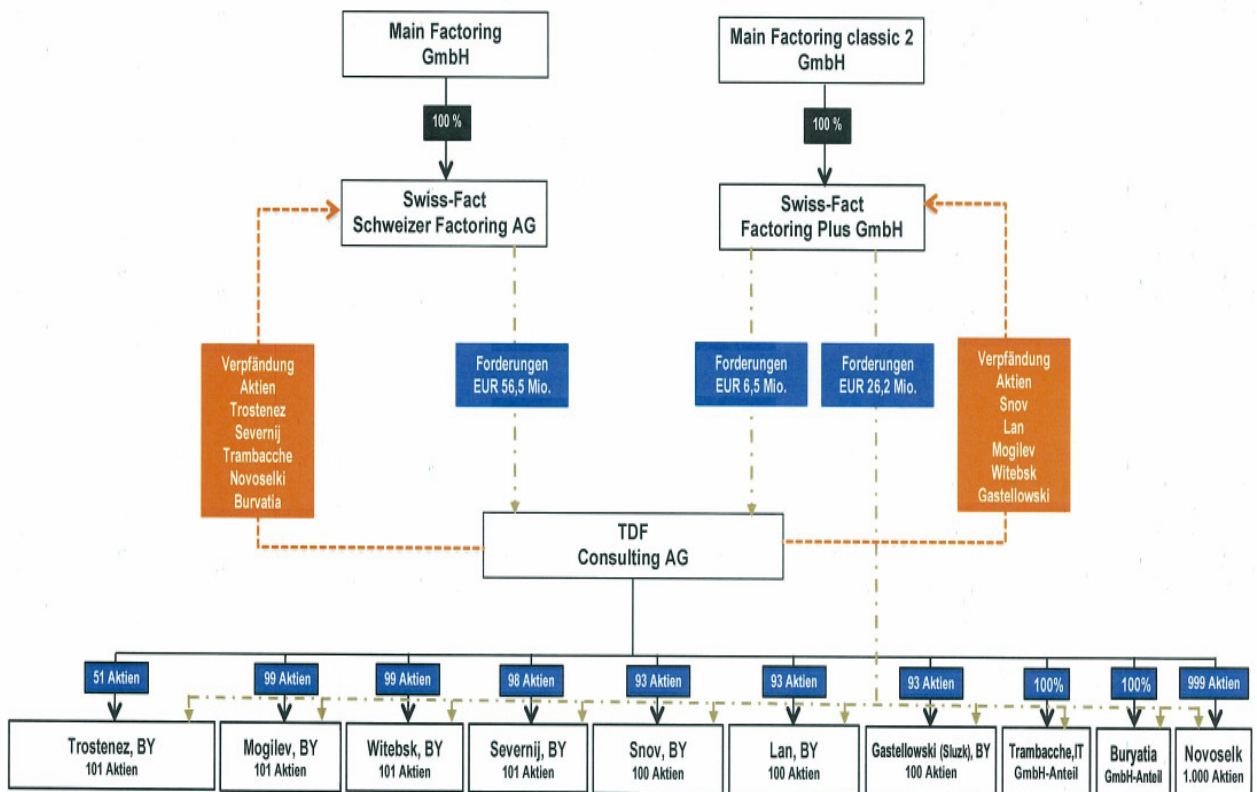 Main Factoring
GmbH
Main Factoring classic 2
GmbH
100 %
100 %
Swiss-Fact
Schweizer Factoring AG
Swiss-Fact
Factoring Plus GmbH
Verpfändung
Aktien
Trostenez
Severnij
Trambacche
Novoselki
Burvatia
Forderungen
EUR 56,5 Mio.
Forderungen
EUR 6,5 Mio.
Forderungen
EUR 26,2 Mio.
Verpfändung
Aktien
Snov
Lan
Mogilev
Witebsk
Gastellowski
TDF
Consulting AG
51 Aktien
99 Aktien
99 Aktien
98 Aktien
93 Aktien
93 Aktien
93 Aktien
100%
100%
999 Aktien
Trostenez, BY
101 Aktien
Mogilev, BY
101 Aktien
Witebsk, BY
101 Aktien
Severnij, BY
101 Aktien
Snov, BY
100 Aktien
Lan, BY
100 Aktien
Gastellowski (Sluzk), BY
100 Aktien
Trambacche,IT
GmbH-Anteil
Buryatia
GmbH-Anteil
Novoselk
1.000 Aktien